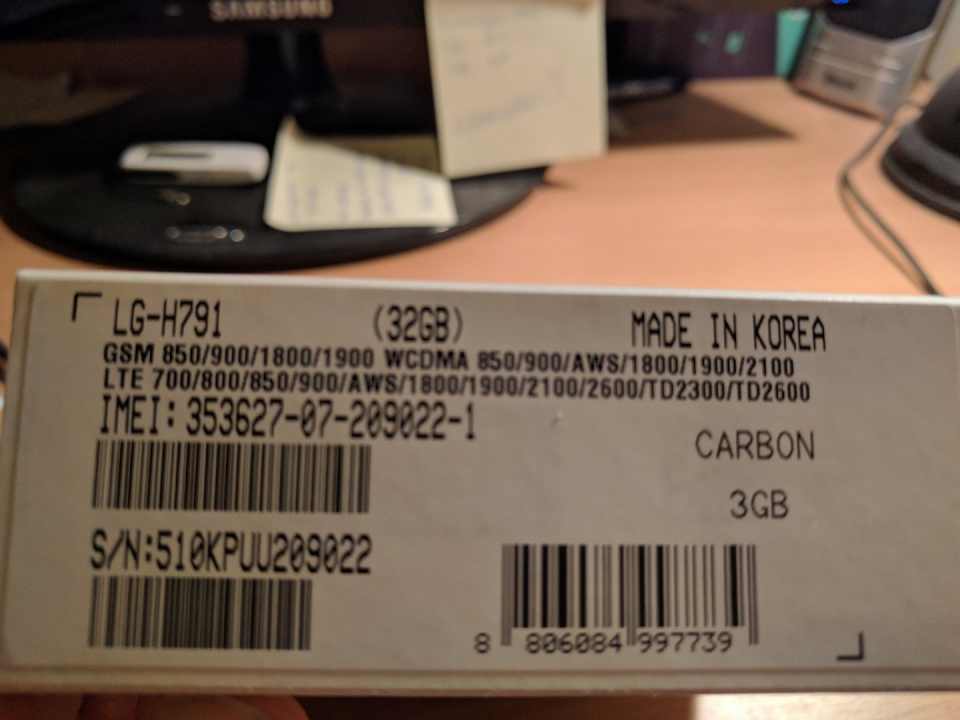 SAMSUNG
LG-H791 (32GB) MADE IN KOREA
GSM 850/900/1800/1900 WCDMA 850/900/AWS/1800/1900/2100
LTE 700/800/850/900/AWS/1800/1900/2100/2600/TD2300/TD2600
IMEI: 353627-07-209022-1
CARBON
3GB
S/N:510KPUU209022
8 806084 997739